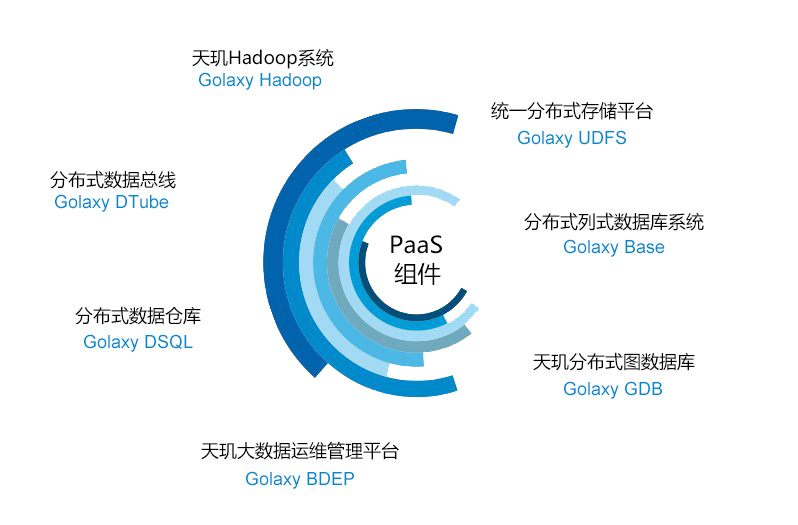 天玑Hadoop系统
Golaxy Hadoop
统一分布式存储平台
Golaxy UDFS
分布式数据总线
Golaxy DTube
分布式列式数据库系统
Golaxy Base
PaaS
组件
分布式数据仓库
Golaxy DSQL
天玑分布式图数据库
Golaxy GDB
天玑大数据运维管理平台
Golaxy BDEP